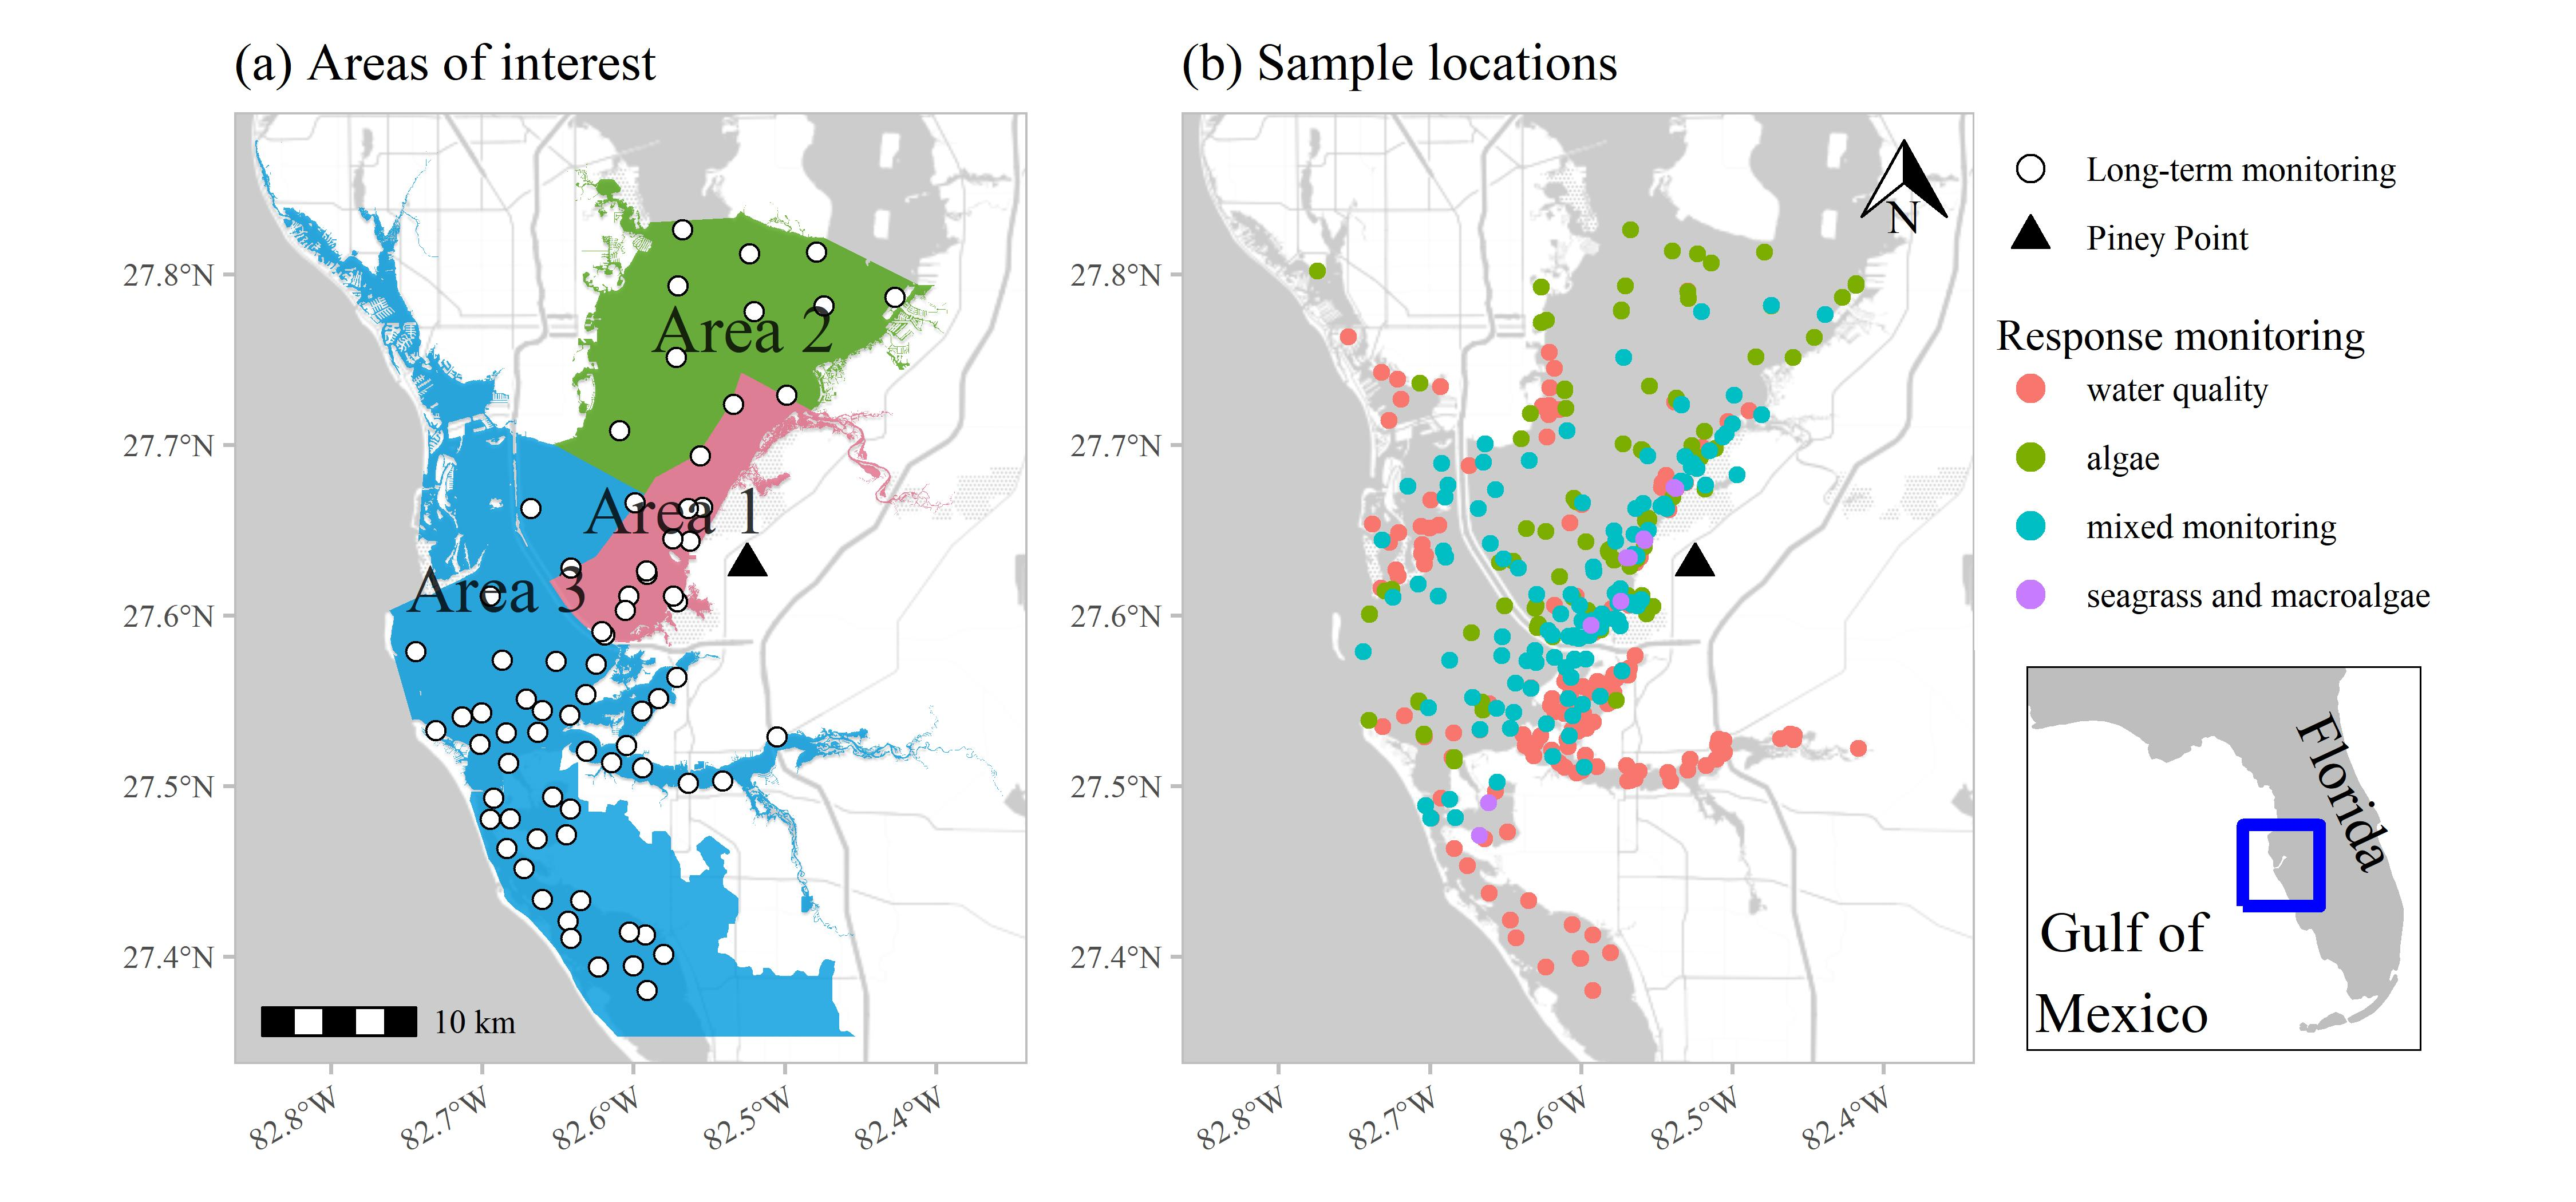 (a) Areas of interest
27.8°N
27.7°N
27.6°N
27.5°N
27.4°N
Area 2
Area 1
Area 3
10 km
82.8°W
82.7°W
82.6°W
82.5°W
82.4°W
(b) Sample locations
27.8°N
27.7°N
27.6°N
27.5°N
27.4°N
N
82.8°W
82.7°W
82.6°W
82.5°W
82.4°W
Long-term monitoring
Piney Point
Response monitoring
water quality
algae
mixed monitoring
seagrass and macroalgae
Florida
Gulf of
Mexico